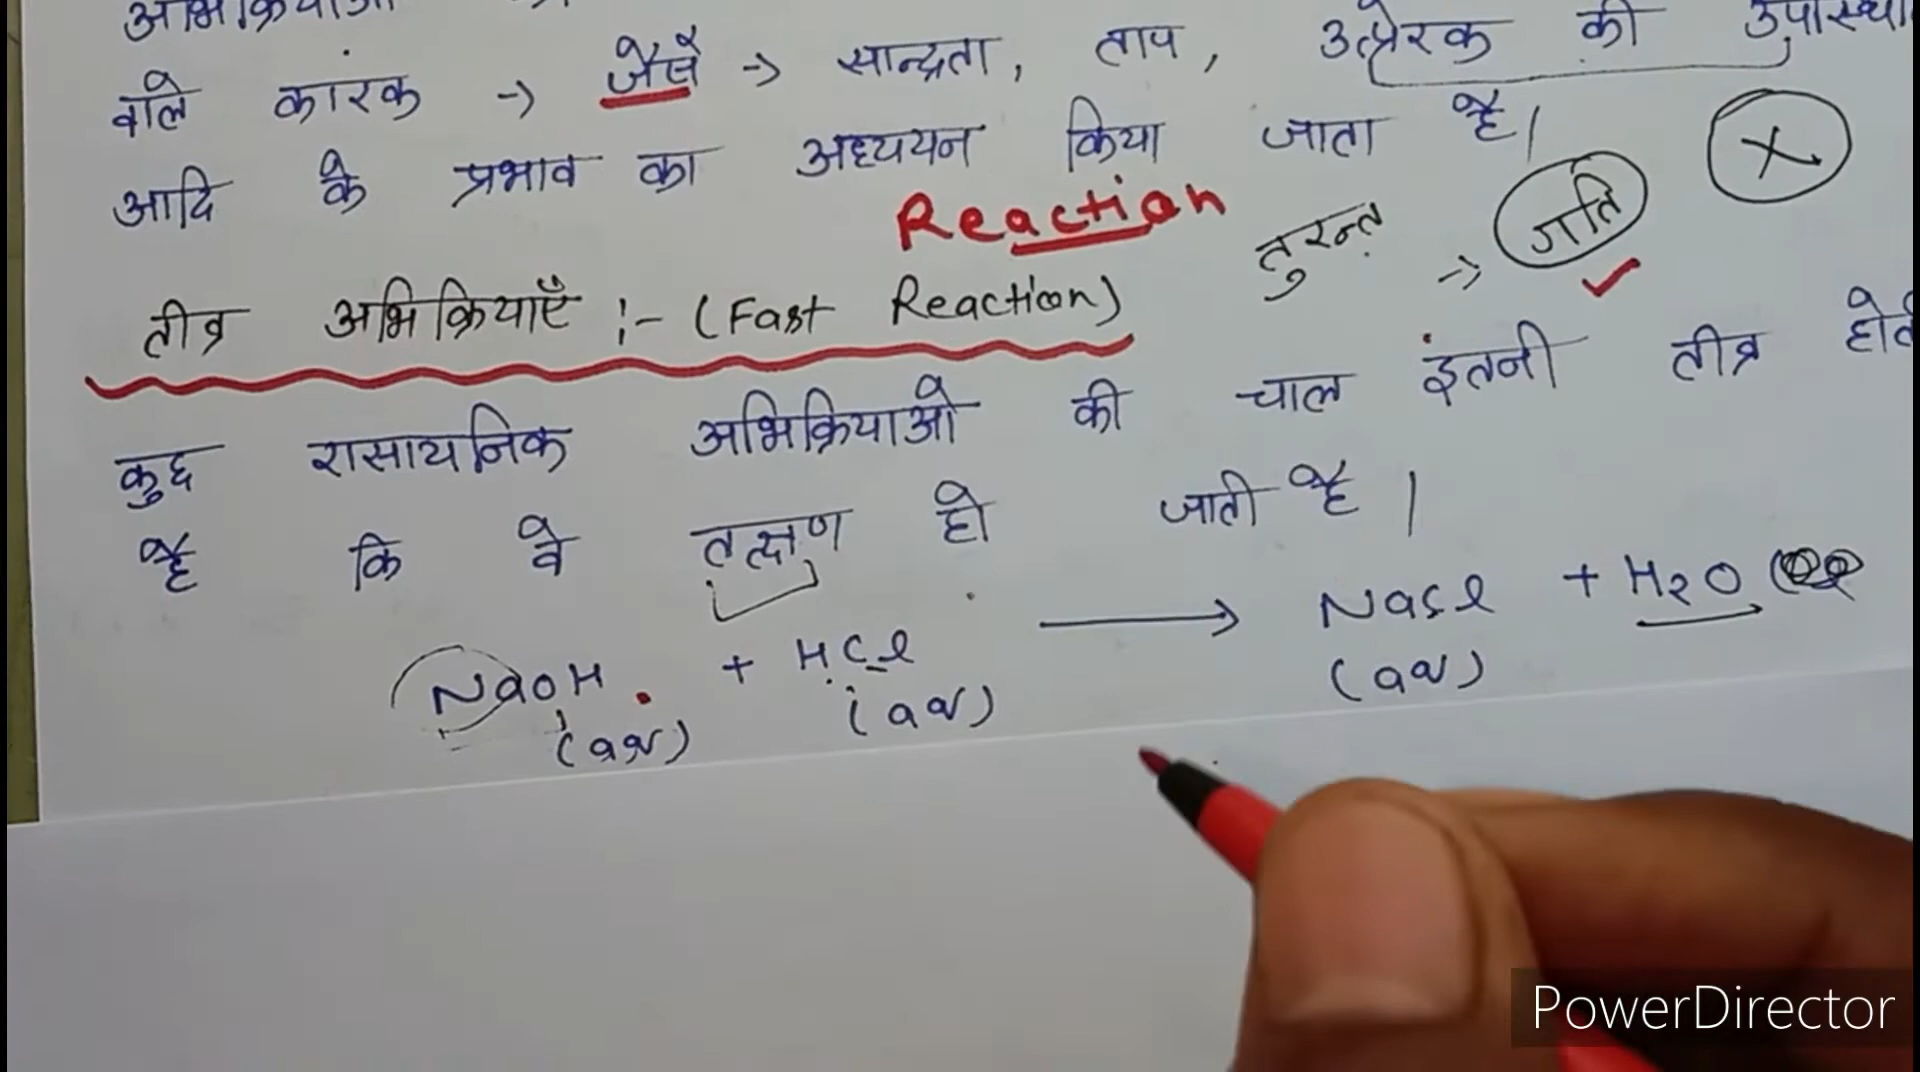 वाले कारक -> जैसे -> सान्द्रता, ताप, उत्प्रेरक की
आदि के प्रभाव का अध्ययन किया जाता है।
Reaction
तुरन्त -> गति X
तीव्र अभिक्रियाएँ :- (Fast Reaction)
कुछ रासायनिक अभिक्रियाओ की चाल इतनी तीव्र
है कि वे तत्क्षण हो जाती है।
NaOH (aq) + HCl (aq) → NaCl (aq) + H2O
PowerDirector